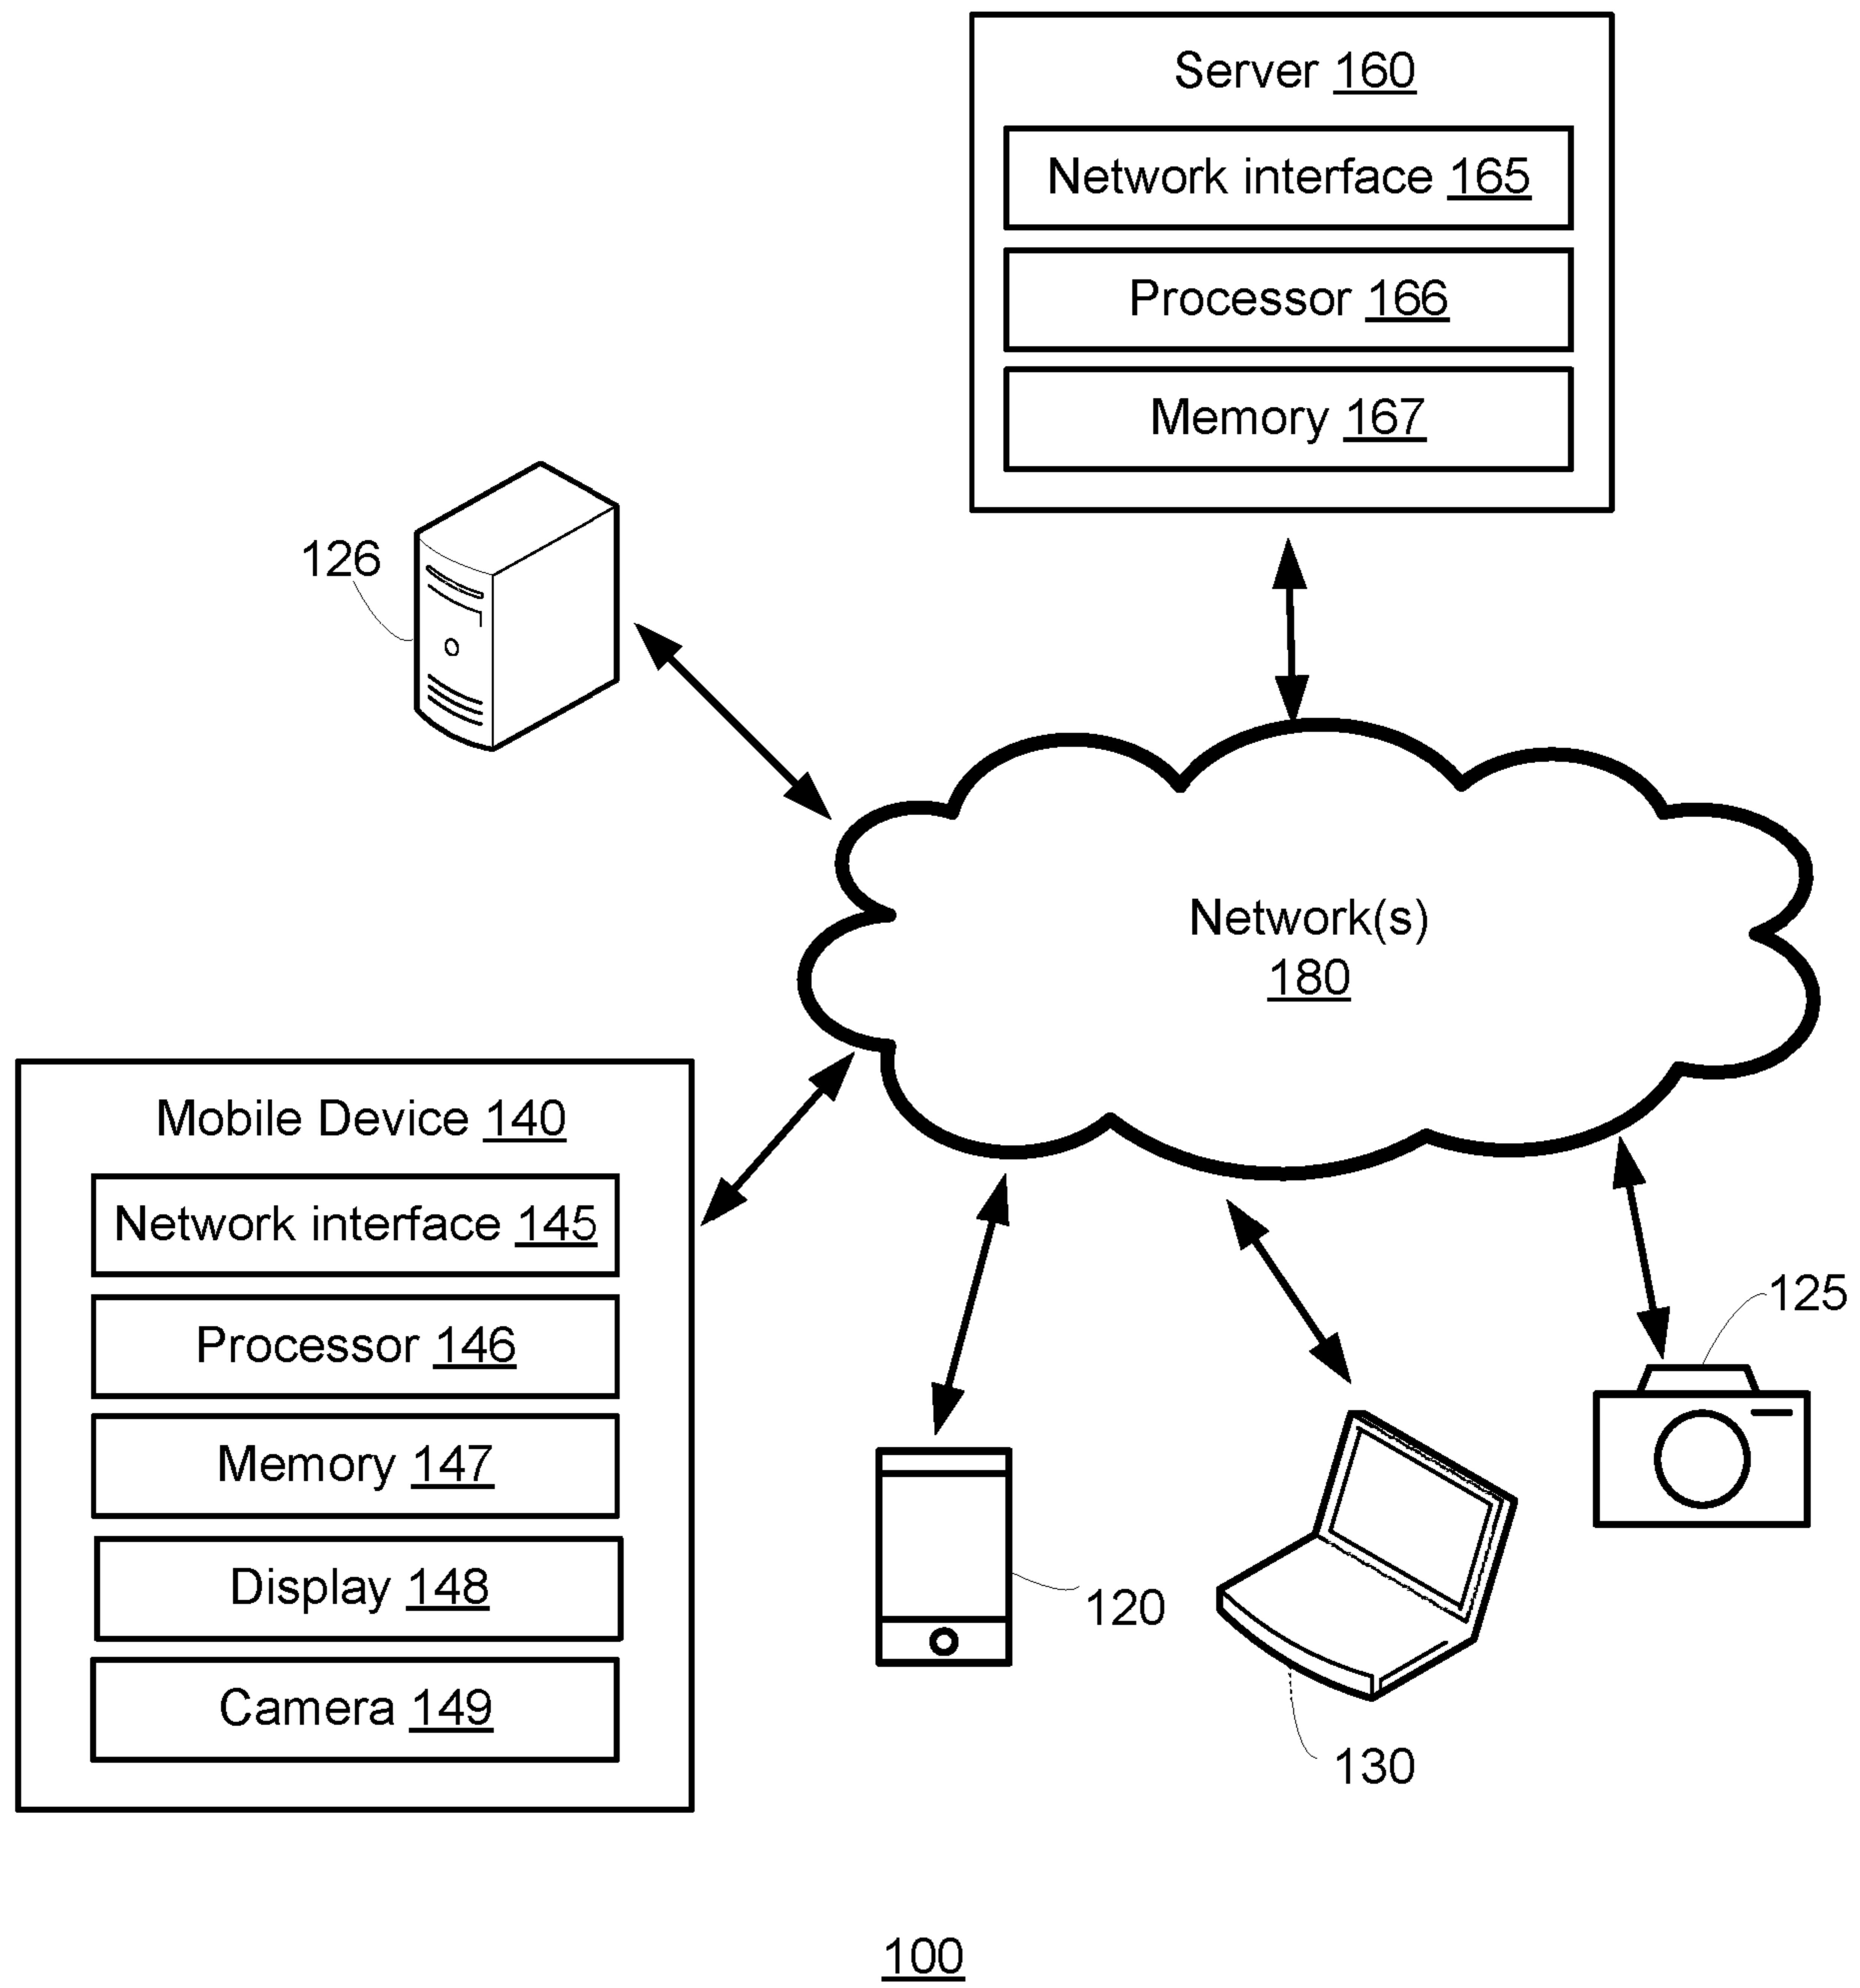 Server 160
Network interface 165
Processor 166
Memory 167
126
Network(s)
180
Mobile Device 140
Network interface 145
Processor 146
Memory 147
Display 148
Camera 149
125
120
130
100